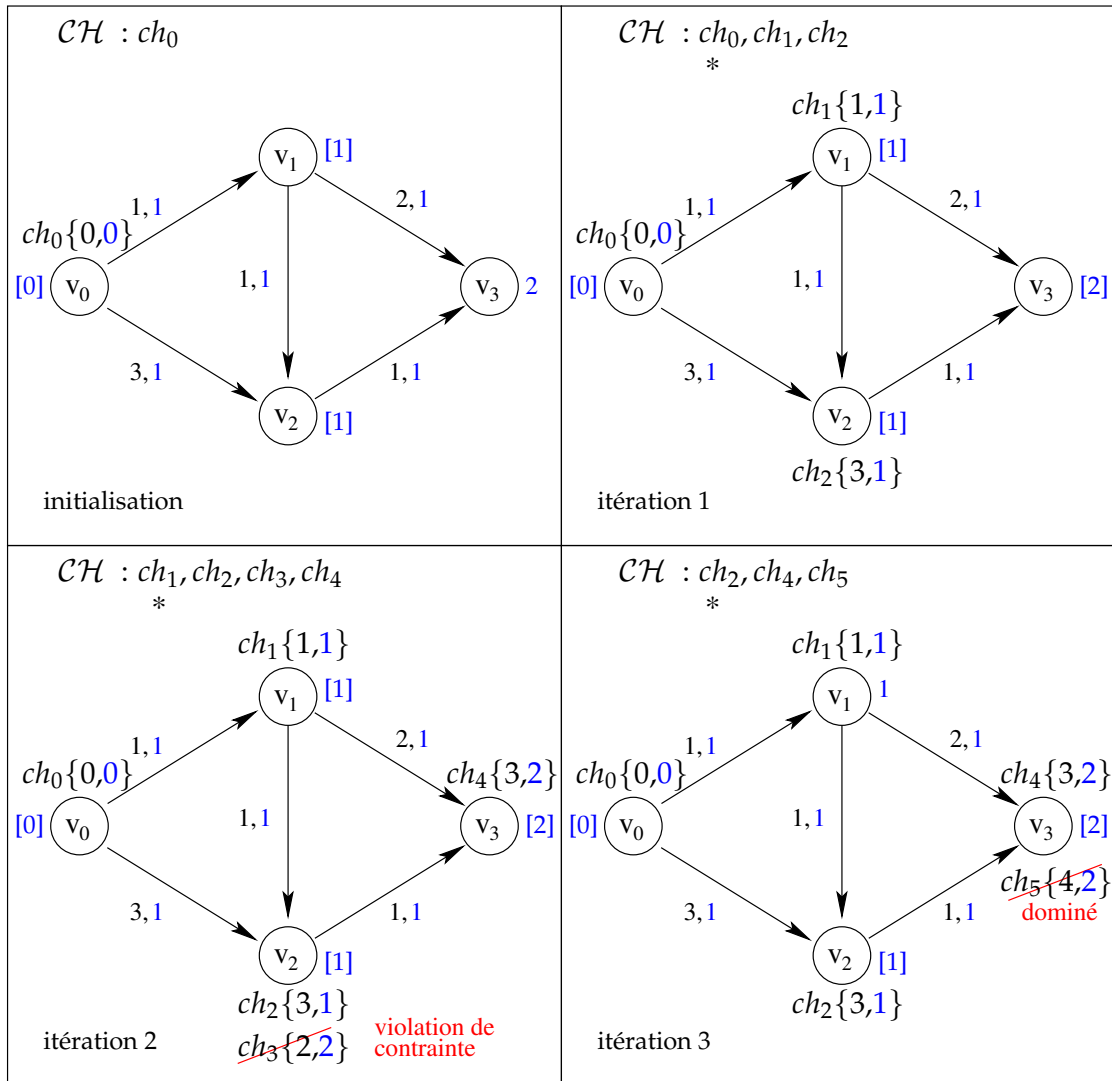 CH : ch₀
v₁ [1]
1,1 2,1
ch₀{0,0}
[0] v₀ 1,1 v₃ 2
3,1 1,1
v₂ [1]
initialisation
CH : ch₀, ch₁, ch₂
*
ch₁{1,1}
v₁ [1]
1,1 2,1
ch₀{0,0}
[0] v₀ 1,1 v₃ [2]
3,1 1,1
v₂ [1]
ch₂{3,1}
itération 1
CH : ch₁, ch₂, ch₃, ch₄
*
ch₁{1,1}
v₁ [1]
1,1 2,1
ch₀{0,0} ch₄{3,2}
[0] v₀ 1,1 v₃ [2]
3,1 1,1
v₂ [1]
ch₂{3,1}
ch₃{2,2}
violation de
contrainte
itération 2
CH : ch₂, ch₄, ch₅
*
ch₁{1,1}
v₁ 1
1,1 2,1
ch₀{0,0} ch₄{3,2}
[0] v₀ 1,1 v₃ [2]
ch₅{4,2}
3,1 1,1 dominé
v₂ [1]
ch₂{3,1}
itération 3